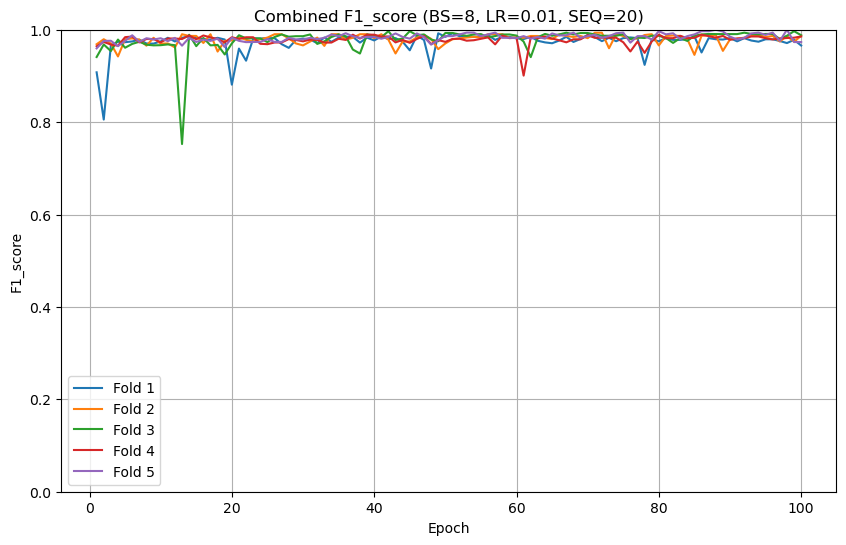 Combined F1_score (BS=8, LR=0.01, SEQ=20)
1.0
0.8
0.6
0.4
0.2
0.0
F1_score
Fold 1
Fold 2
Fold 3
Fold 4
Fold 5
0 20 40 60 80 100
Epoch